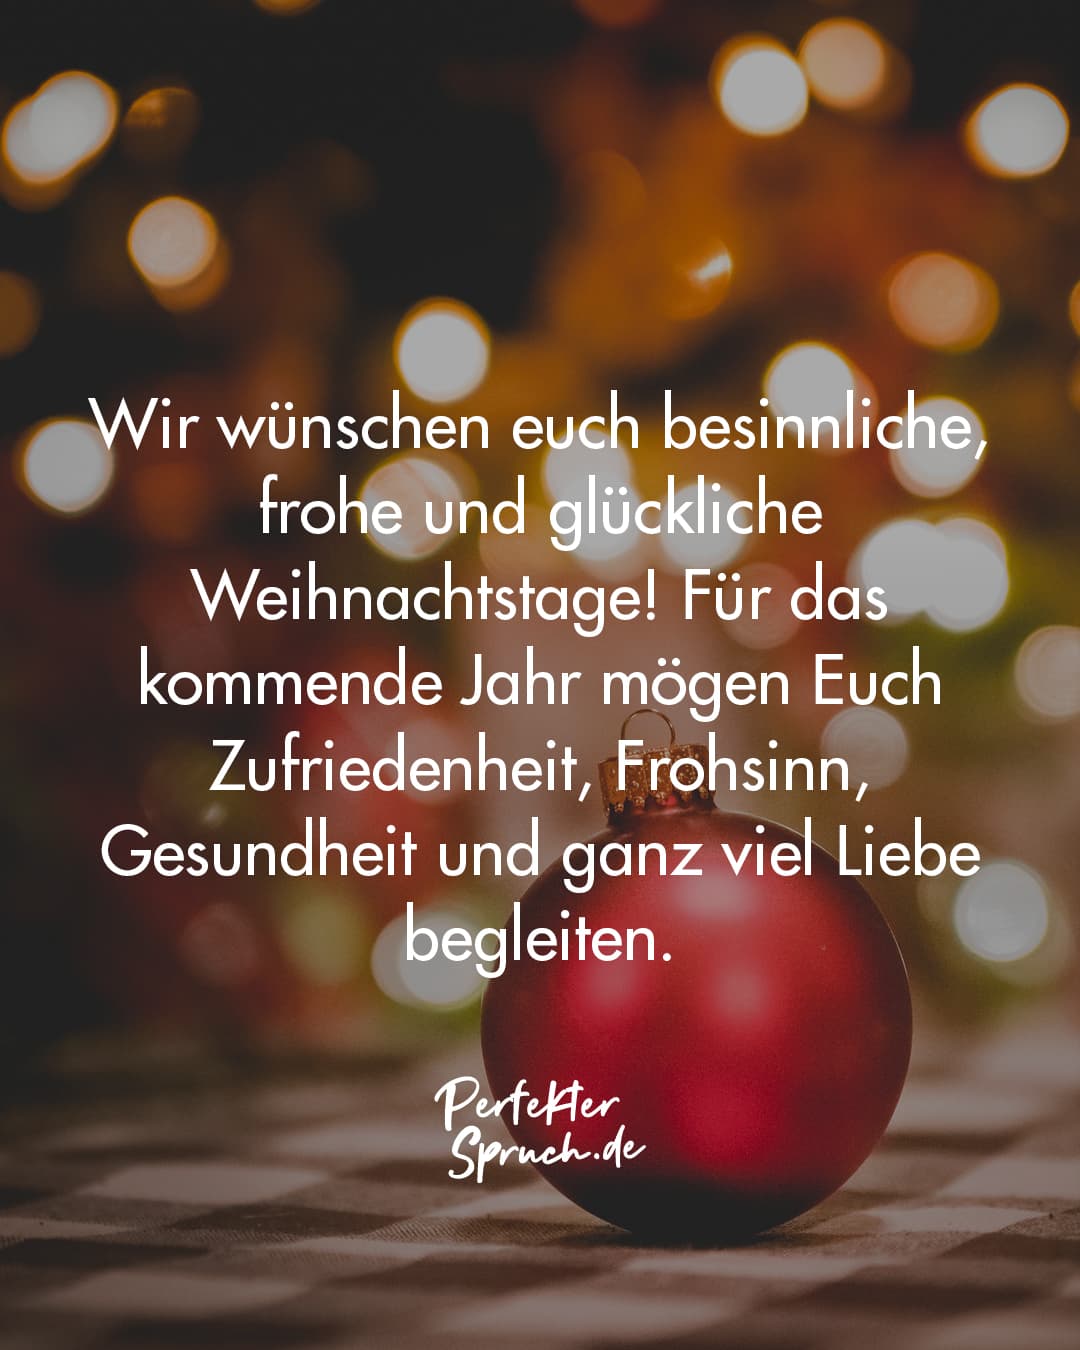 Wir wünschen euch besinnliche,
frohe und glückliche
Weihnachtstage! Für das
kommende Jahr mögen Euch
Zufriedenheit, Frohsinn,
Gesundheit und ganz viel Liebe
begleiten.
Perfekter
Spruch.de